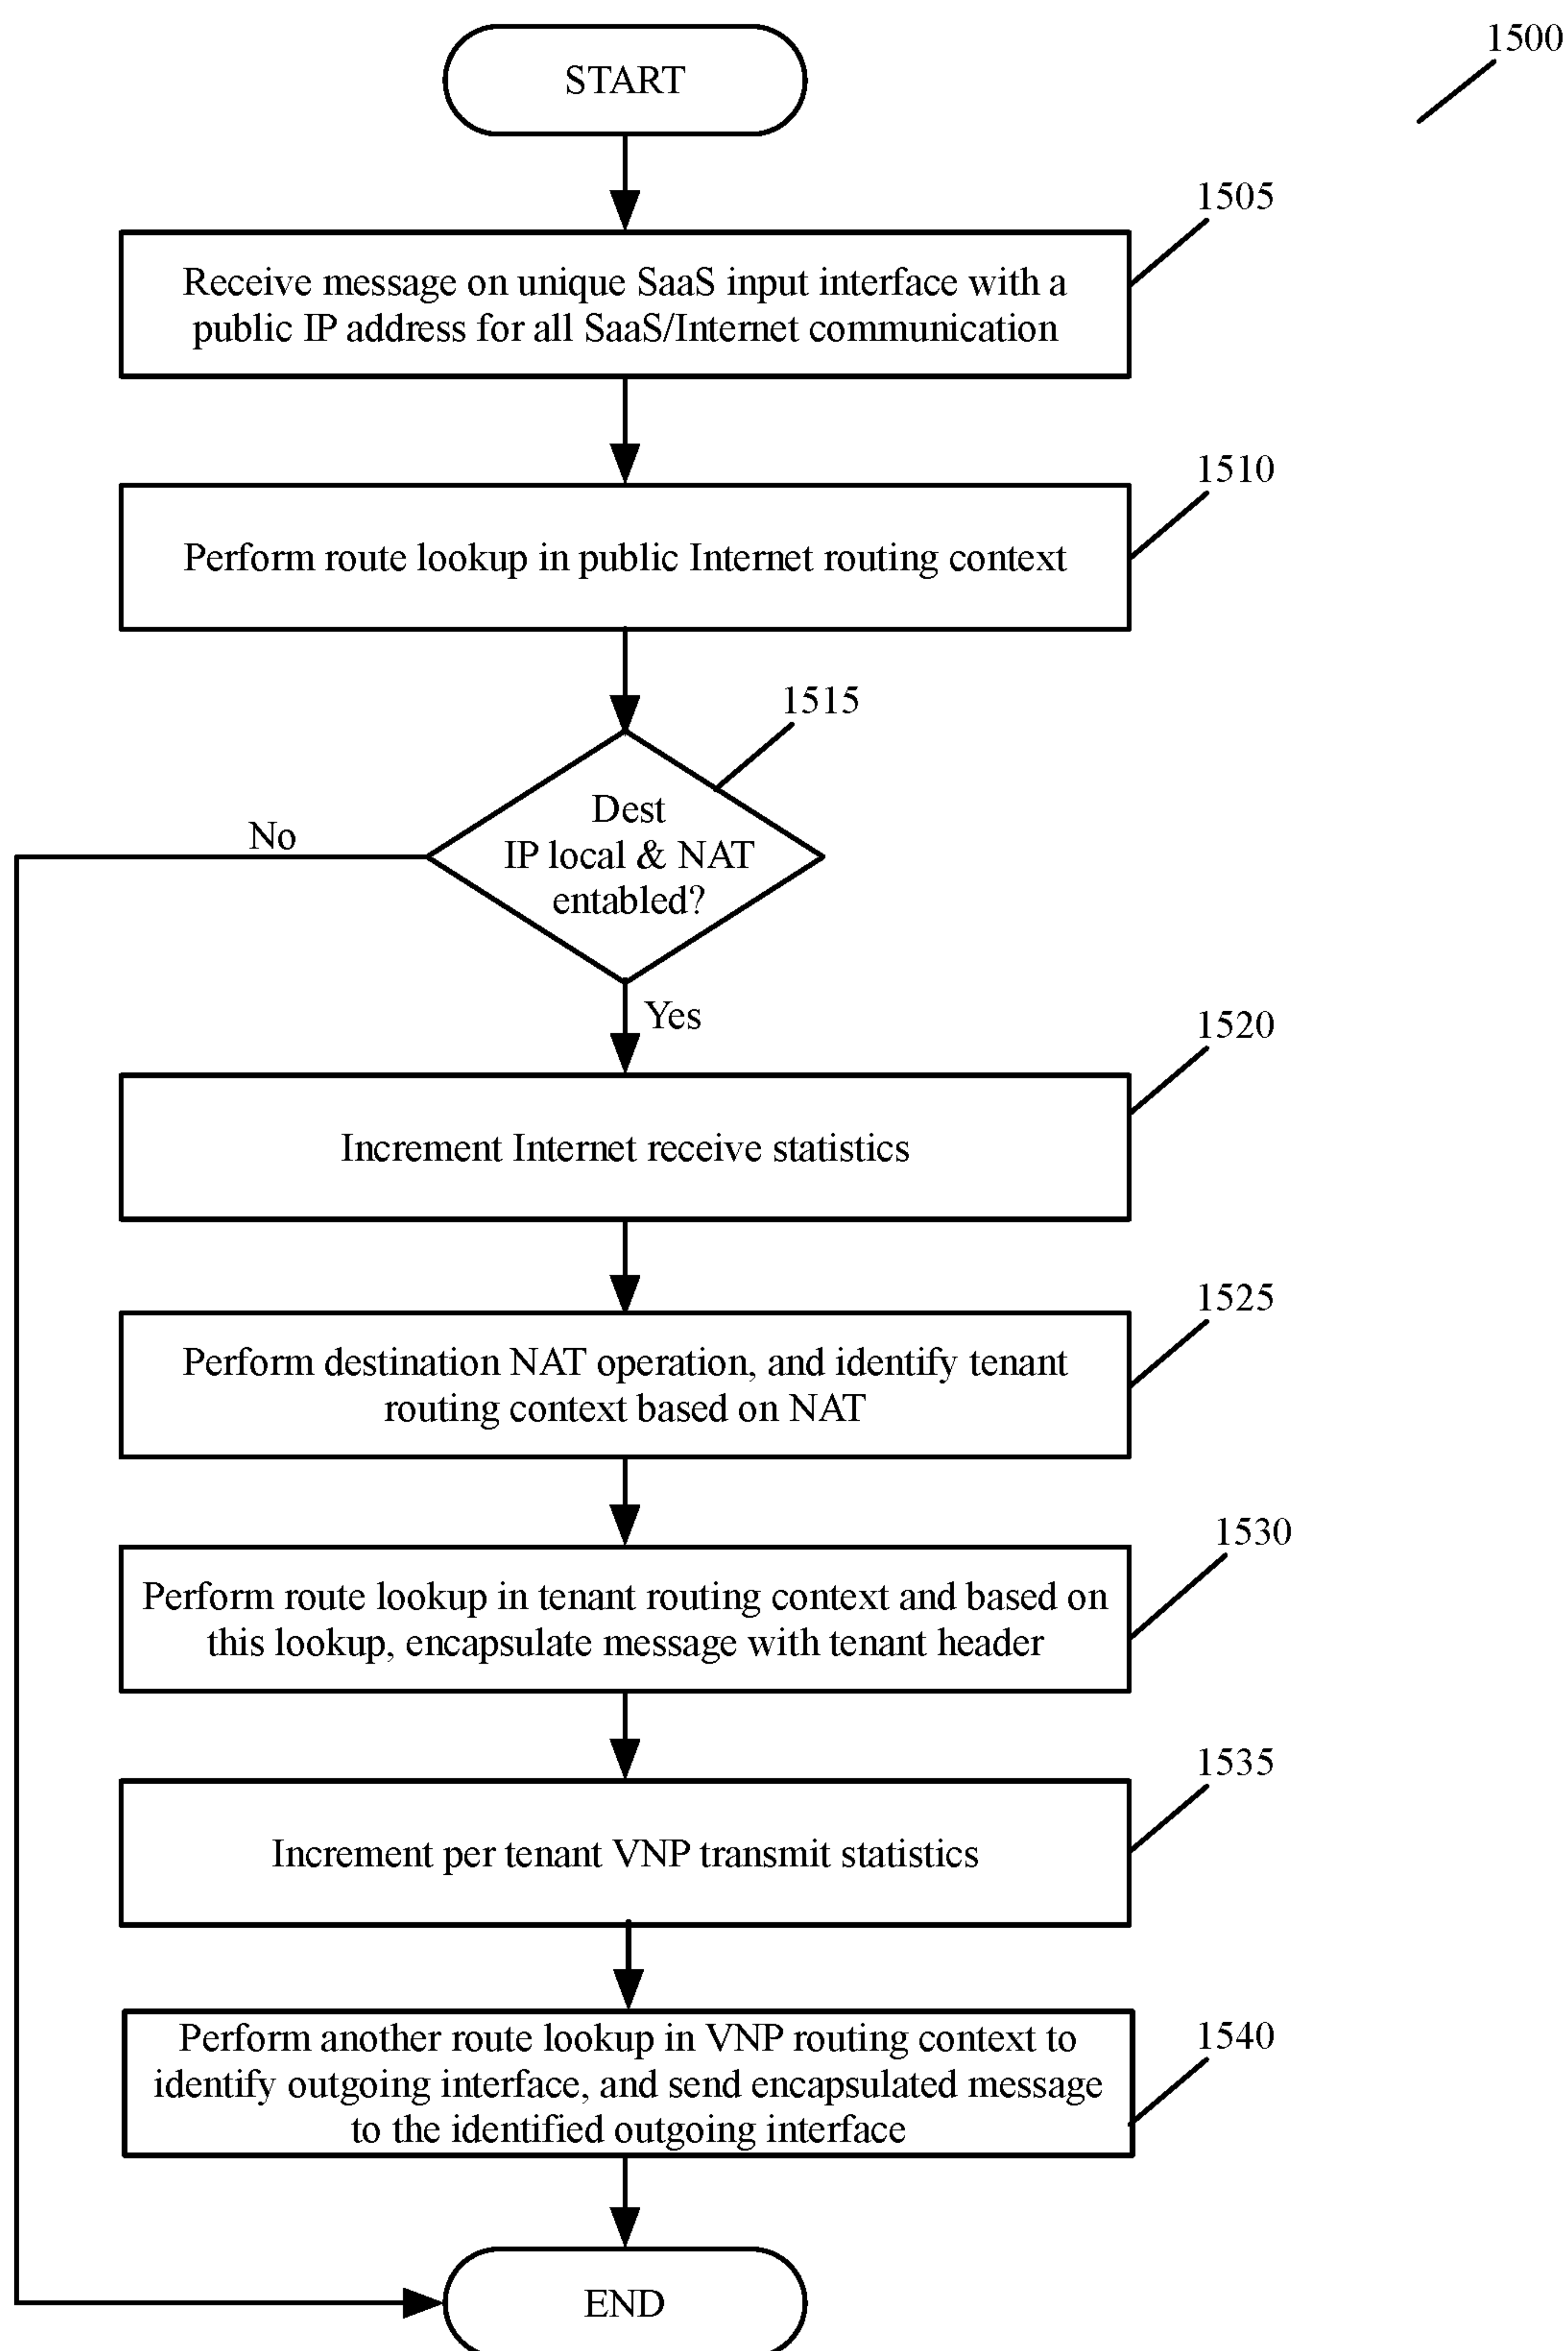 1500
START
1505
Receive message on unique SaaS input interface with a
public IP address for all SaaS/Internet communication
1510
Perform route lookup in public Internet routing context
1515
Dest
IP local & NAT
entabled?
No
Yes
1520
Increment Internet receive statistics
1525
Perform destination NAT operation, and identify tenant
routing context based on NAT
1530
Perform route lookup in tenant routing context and based on
this lookup, encapsulate message with tenant header
1535
Increment per tenant VNP transmit statistics
1540
Perform another route lookup in VNP routing context to
identify outgoing interface, and send encapsulated message
to the identified outgoing interface
END